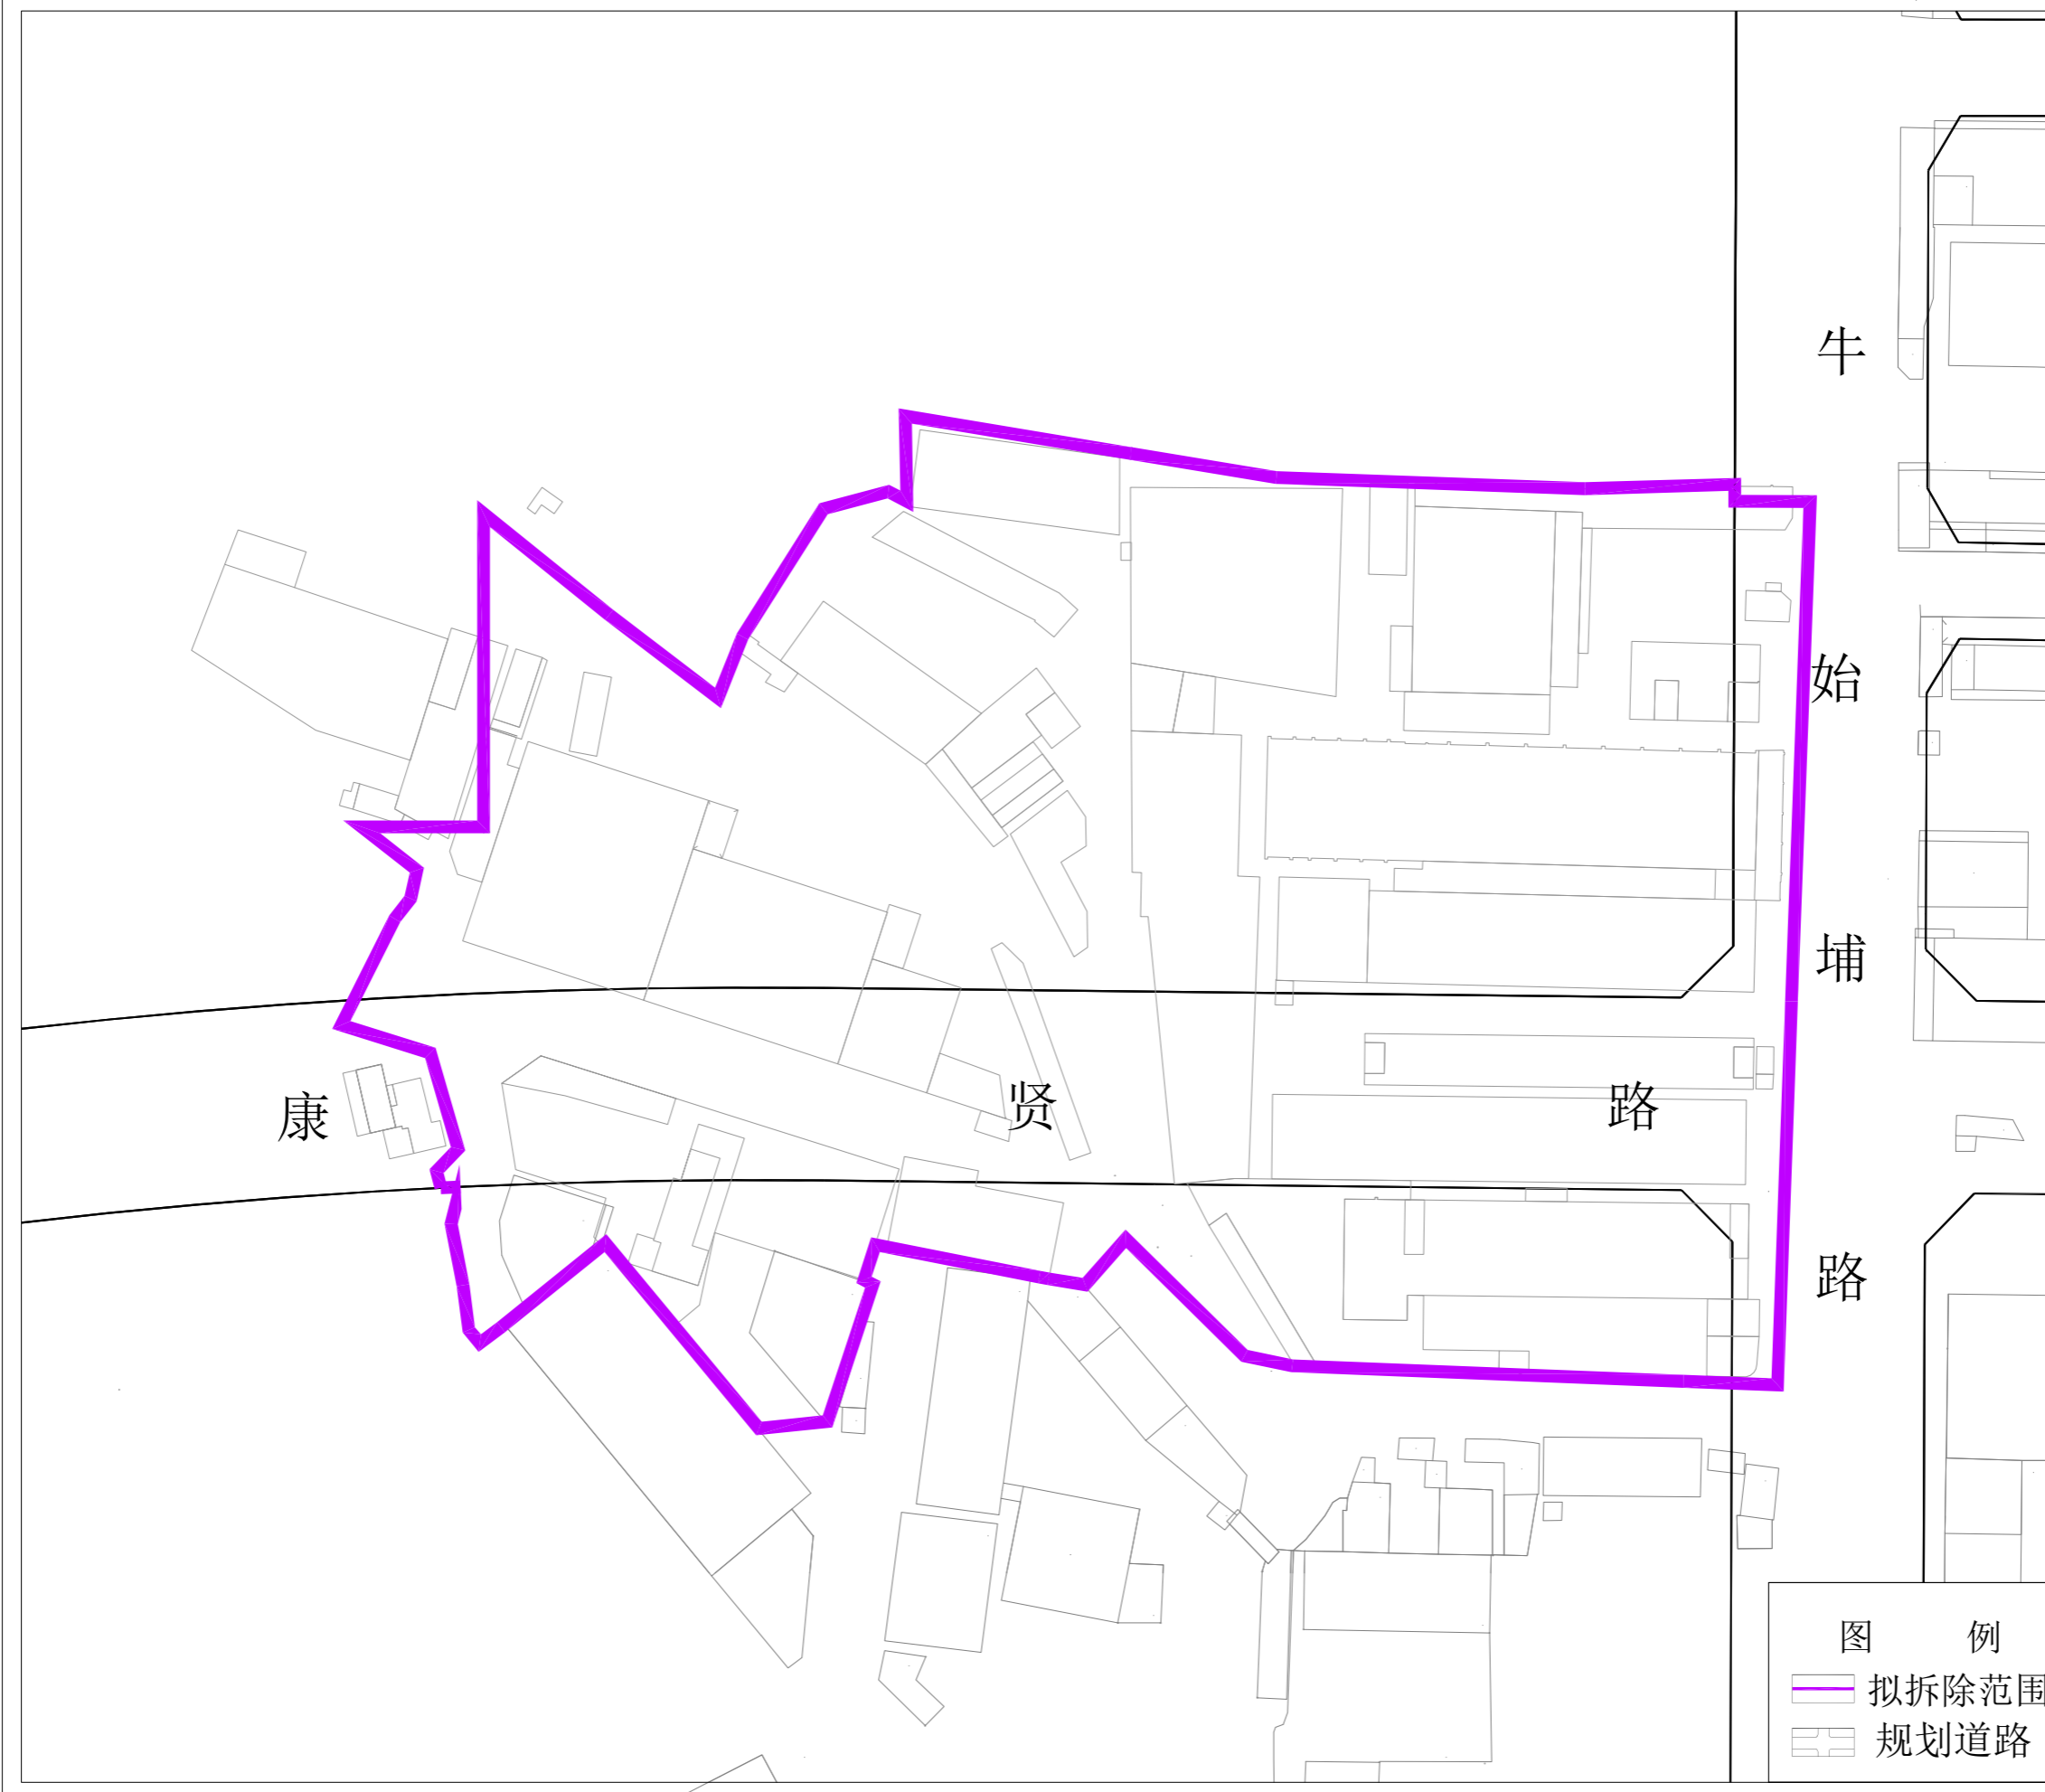 牛始埔路
康贤路
图 例
拟拆除范围
规划道路